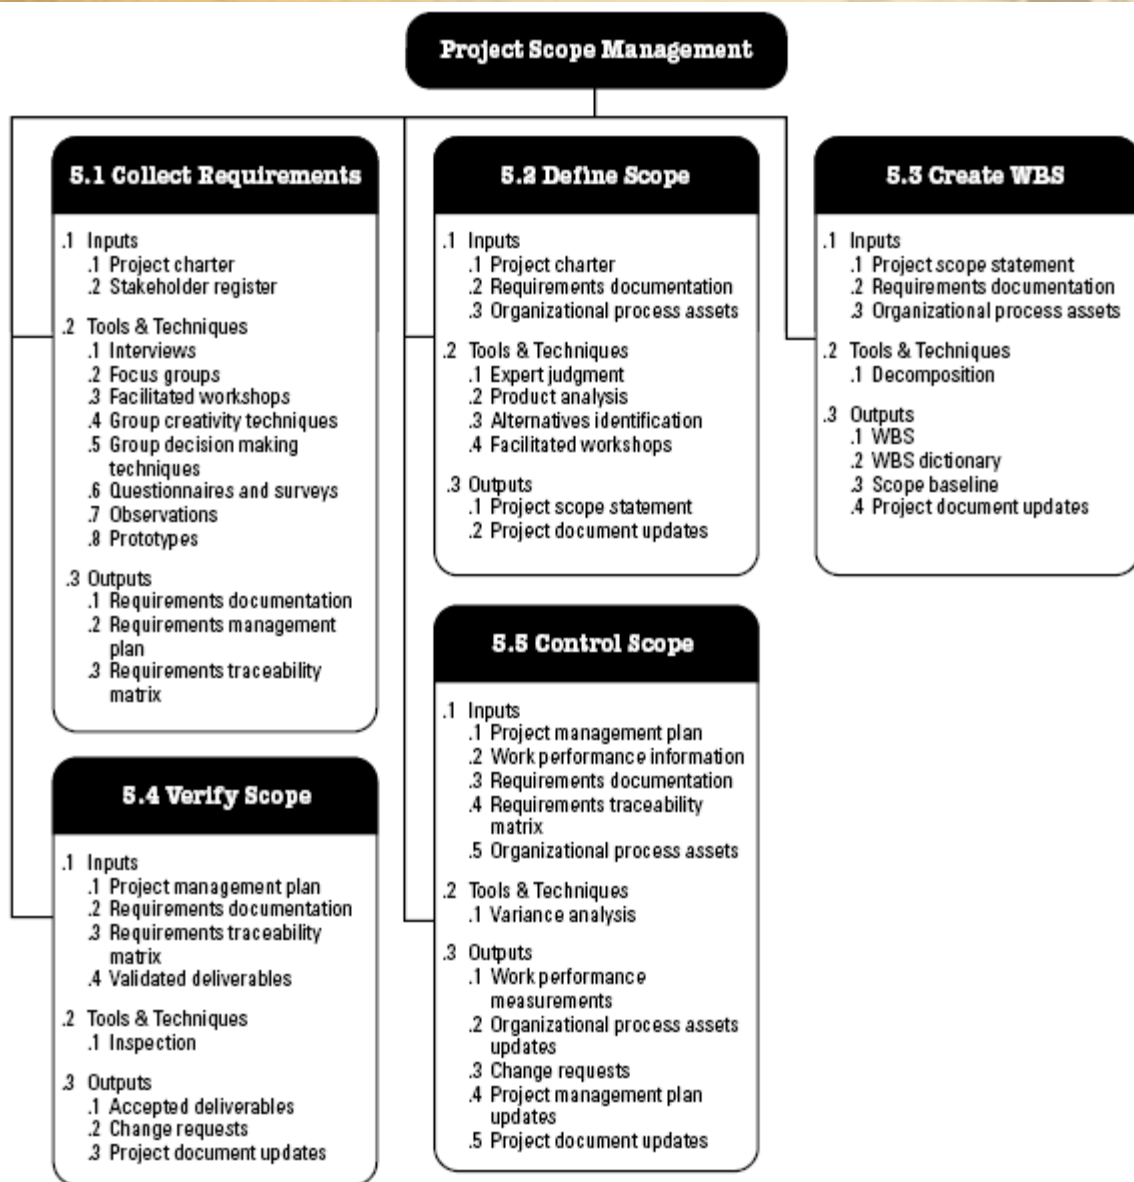 Project Scope Management
5.1 Collect Requirements
.1 Inputs
.1 Project charter
.2 Stakeholder register
.2 Tools & Techniques
.1 Interviews
.2 Focus groups
.3 Facilitated workshops
.4 Group creativity techniques
.5 Group decision making
techniques
.6 Questionnaires and surveys
.7 Observations
.8 Prototypes
.3 Outputs
.1 Requirements documentation
.2 Requirements management
plan
.3 Requirements traceability
matrix
5.2 Define Scope
.1 Inputs
.1 Project charter
.2 Requirements documentation
.3 Organizational process assets
.2 Tools & Techniques
.1 Expert judgment
.2 Product analysis
.3 Alternatives identification
.4 Facilitated workshops
.3 Outputs
.1 Project scope statement
.2 Project document updates
5.3 Create WBS
.1 Inputs
.1 Project scope statement
.2 Requirements documentation
.3 Organizational process assets
.2 Tools & Techniques
.1 Decomposition
.3 Outputs
.1 WBS
.2 WBS dictionary
.3 Scope baseline
.4 Project document updates
5.4 Verify Scope
.1 Inputs
.1 Project management plan
.2 Requirements documentation
.3 Requirements traceability
matrix
.4 Validated deliverables
.2 Tools & Techniques
.1 Inspection
.3 Outputs
.1 Accepted deliverables
.2 Change requests
.3 Project document updates
5.5 Control Scope
.1 Inputs
.1 Project management plan
.2 Work performance information
.3 Requirements documentation
.4 Requirements traceability
matrix
.5 Organizational process assets
.2 Tools & Techniques
.1 Variance analysis
.3 Outputs
.1 Work performance
measurements
.2 Organizational process assets
updates
.3 Change requests
.4 Project management plan
updates
.5 Project document updates